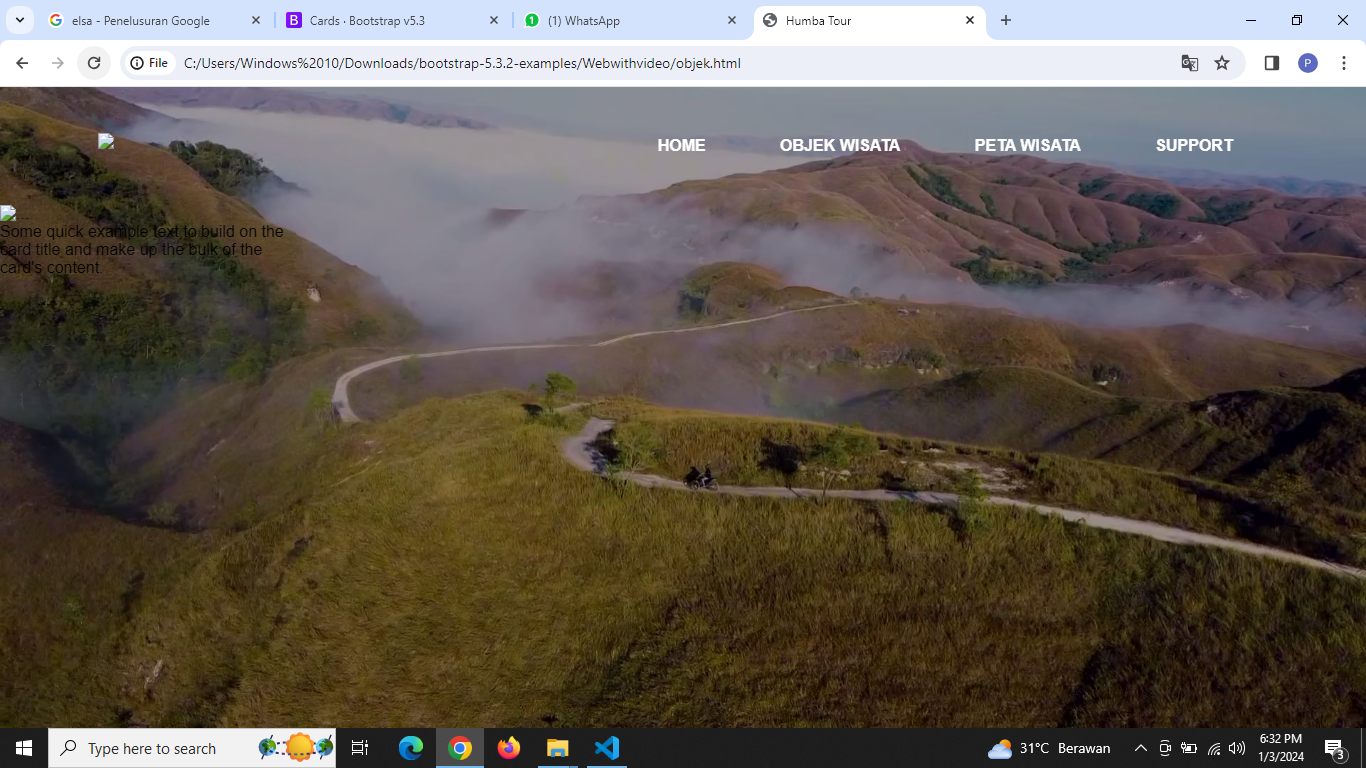 elsa - Penelusuran Google
Cards · Bootstrap v5.3
(1) WhatsApp
Humba Tour
File
C:/Users/Windows%2010/Downloads/bootstrap-5.3.2-examples/Webwithvideo/objek.html
P
HOME OBJEK WISATA PETA WISATA SUPPORT
...
Some quick example text to build on the
card title and make up the bulk of the
card's content.
Type here to search
31°C Berawan
6:32 PM
1/3/2024
3